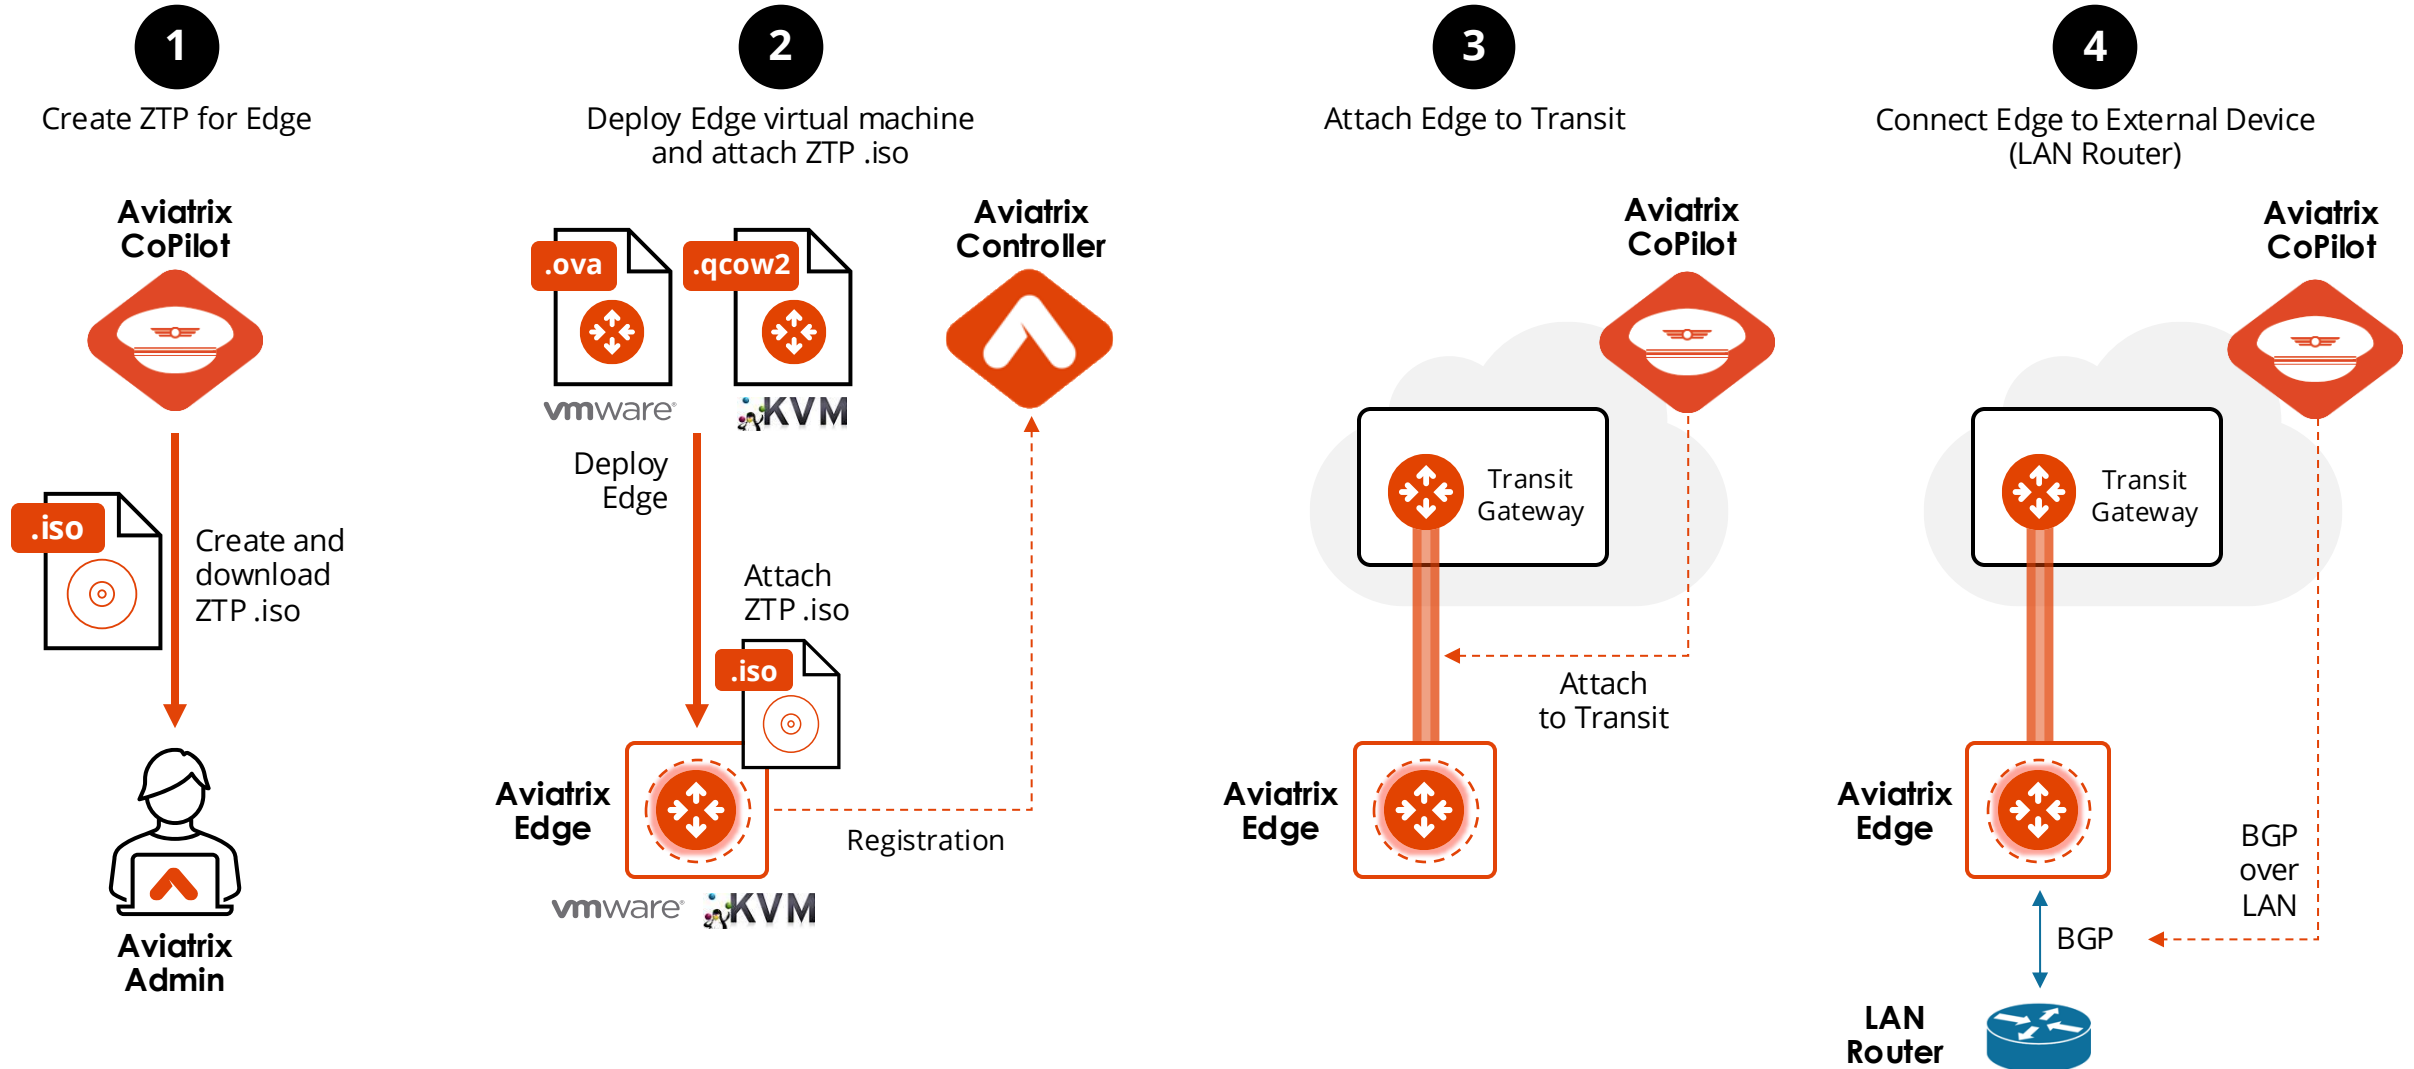 1
Create ZTP for Edge
Aviatrix
CoPilot
.iso
Create and
download
ZTP .iso
Aviatrix
Admin
2
Deploy Edge virtual machine
and attach ZTP .iso
.ova
.qcow2
vmware®
KVM
Aviatrix
Controller
Deploy
Edge
Attach
ZTP .iso
.iso
Aviatrix
Edge
Registration
vmware®
KVM
3
Attach Edge to Transit
Aviatrix
CoPilot
Transit
Gateway
Attach
to Transit
Aviatrix
Edge
4
Connect Edge to External Device
(LAN Router)
Aviatrix
CoPilot
Transit
Gateway
Aviatrix
Edge
BGP
over
LAN
BGP
LAN
Router